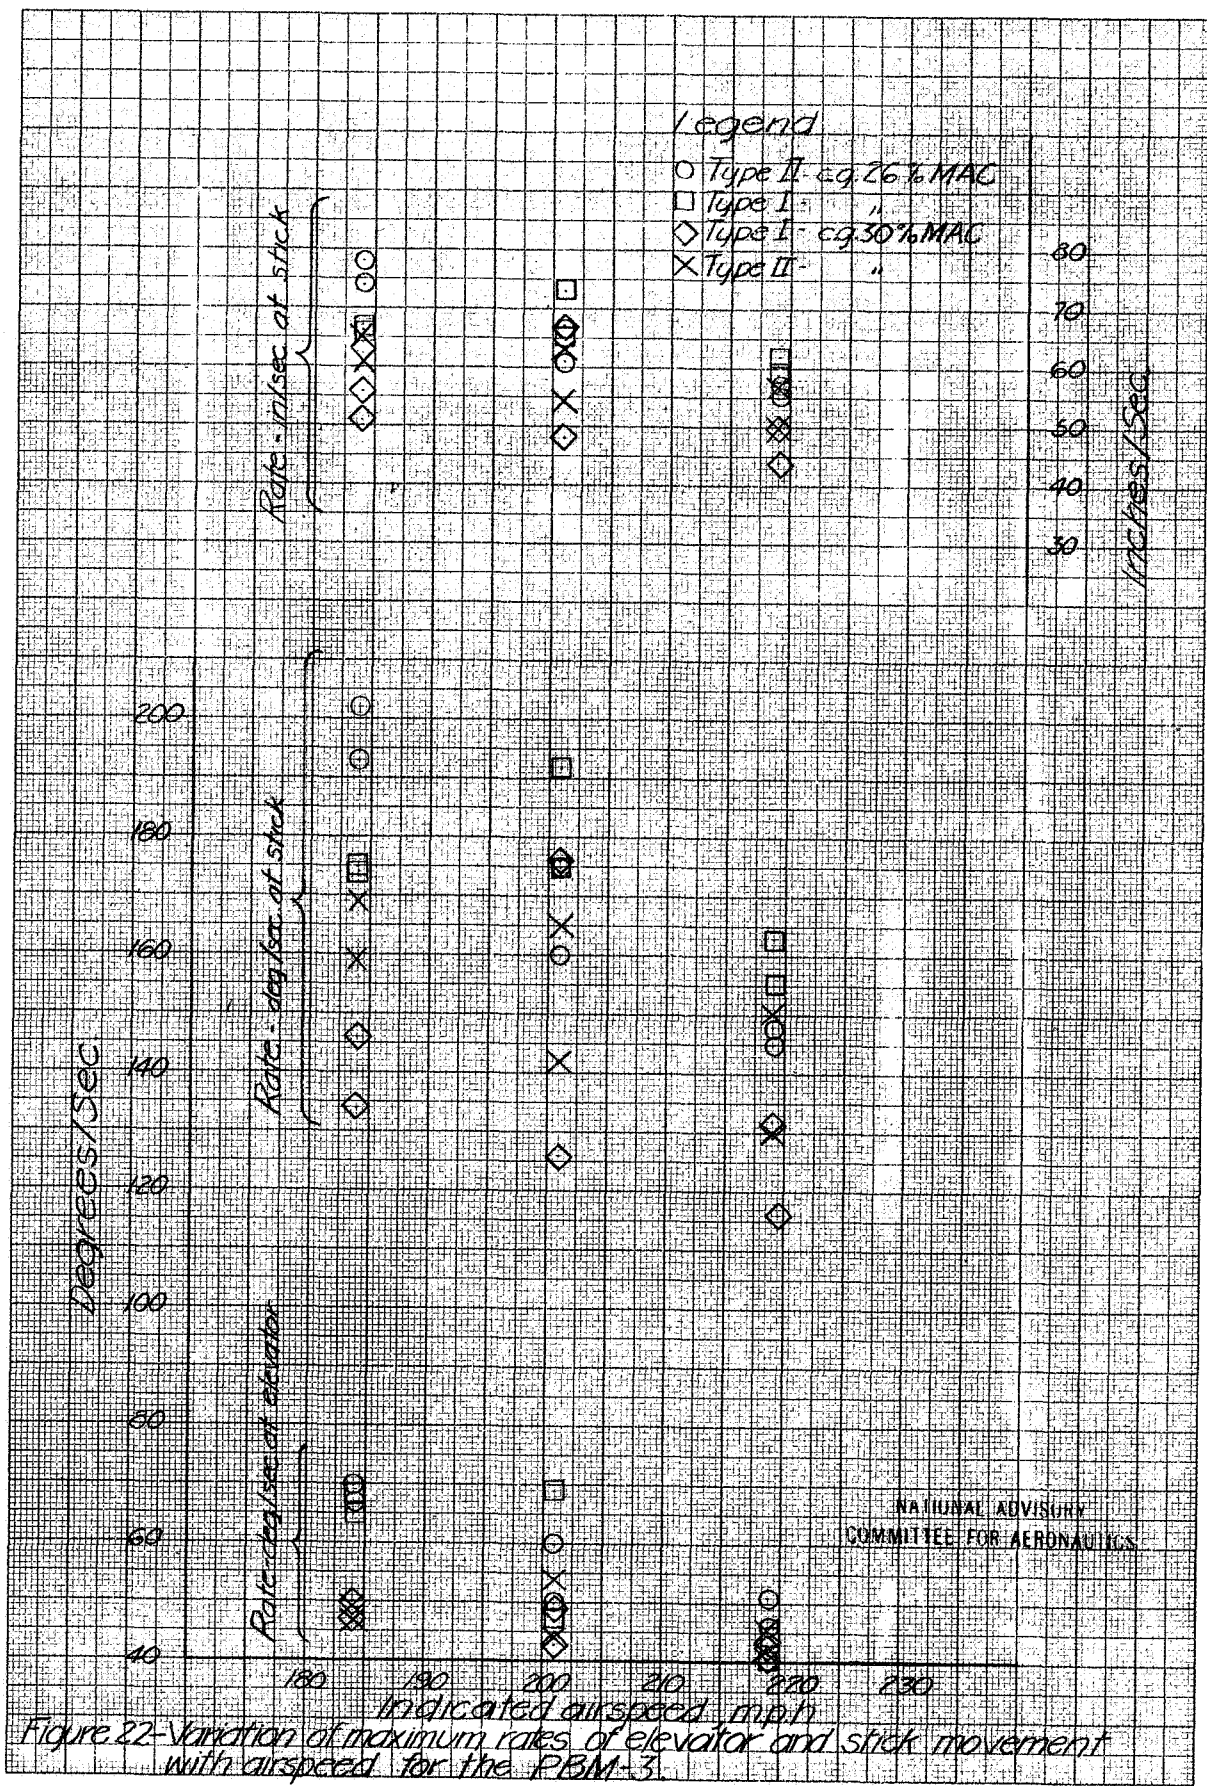 Legend
○ Type II - c.g. 26% MAC
□ Type I - "
◇ Type I - c.g. 30% MAC
× Type II - "
Rate - in/sec at stick
80
70
60
50
40
30
Inches/Sec.
Rate - deg/sec. at stick
Rate - deg/sec at elevator
Degrees/Sec.
200
180
160
140
120
100
80
60
40
180 190 200 210 220 230
Indicated airspeed, mph
NATIONAL ADVISORY
COMMITTEE FOR AERONAUTICS
Figure 22-Variation of maximum rates of elevator and stick movement
with airspeed for the PBM-3.